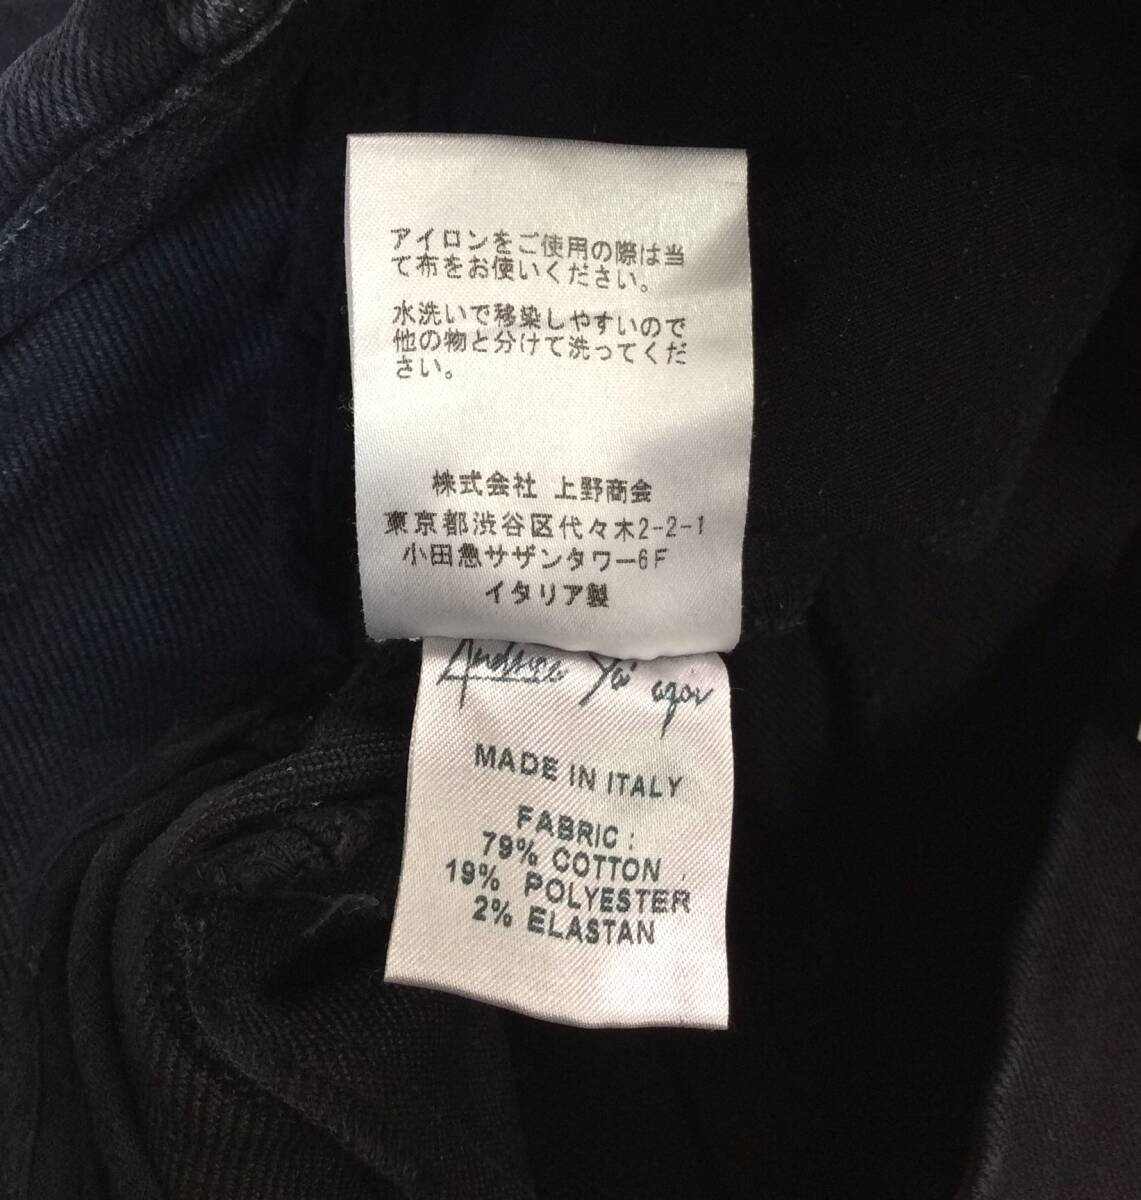 アイロンをご使用の際は当
て布をお使いください。
水洗いで移染しやすいので
他の物と分けて洗ってくだ
さい。
株式会社 上野商会
東京都渋谷区代々木2-2-1
小田急サザンタワー6F
イタリア製
Andrea Ya'aqov
MADE IN ITALY
FABRIC:
79% COTTON
19% POLYESTER
2% ELASTAN